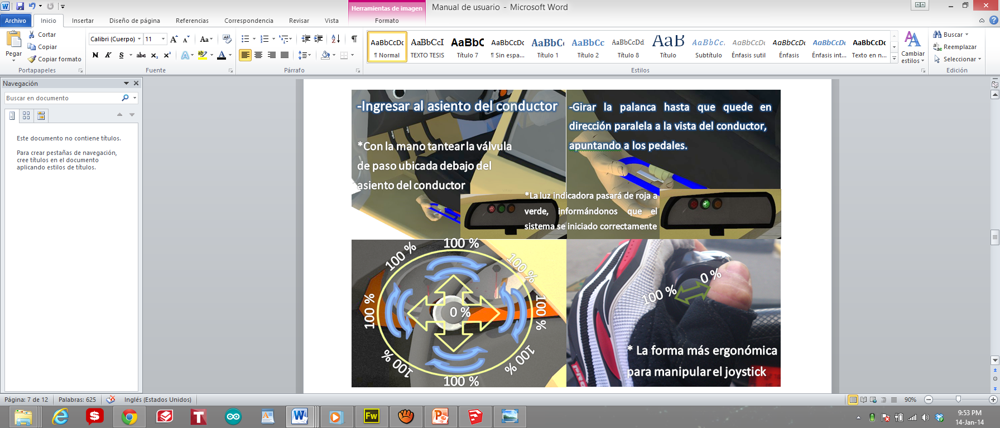 Herramientas de imagen
Manual de usuario - Microsoft Word
Archivo
Inicio
Insertar
Diseño de página
Referencias
Correspondencia
Revisar
Vista
Formato
Pegar
Cortar
Copiar
Copiar formato
Portapapeles
Calibri (Cuerpo)
11
N K S abc x₂ x²
Fuente
Párrafo
AaBbCcDc
¶ Normal
AaBbCcI
TEXTO TESIS
AaBbC
Título 7
AaBbCcDc
¶ Sin espa...
AaBbC
Título 1
AaBbCc
Título 2
AaBbCcDd
Título 8
AaB
Título
AaBbCc.
Subtítulo
AaBbCcDc
Énfasis sutil
AaBbCcDc
Énfasis
AaBbCcDc
Énfasis int...
AaBbCcDc
Texto en n...
Estilos
Cambiar
estilos
Buscar
Reemplazar
Seleccionar
Edición
Navegación
Buscar en documento
Este documento no contiene títulos.
Para crear pestañas de navegación,
cree títulos en el documento
aplicando estilos de títulos.
-Ingresar al asiento del conductor
*Con la mano tantear la válvula
de paso ubicada debajo del
asiento del conductor
-Girar la palanca hasta que quede en
dirección paralela a la vista del conductor,
apuntando a los pedales.
*La luz indicadora pasará de roja a
verde, informándonos que el
sistema se iniciado correctamente
100 %
100 %
100 %
100 %
0 %
100 %
100 %
100 %
100 %
0 %
100 %
* La forma más ergonómica
para manipular el joystick
Página: 7 de 12
Palabras: 625
Inglés (Estados Unidos)
90%
Fw
9:53 PM
14-Jan-14